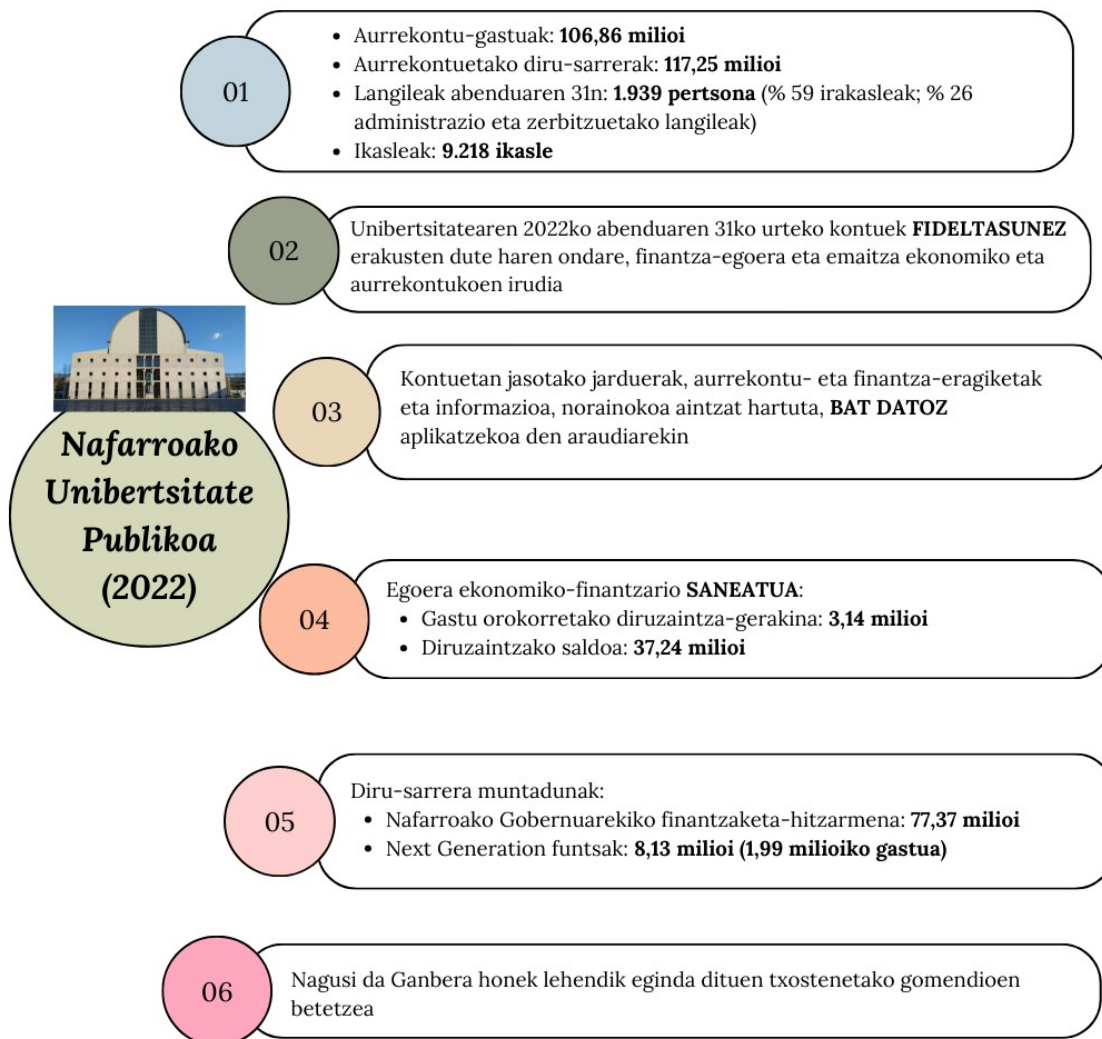 01
• Aurrekontu-gastuak: 106,86 milioi
• Aurrekontuetako diru-sarrerak: 117,25 milioi
• Langileak abenduaren 31n: 1.939 pertsona (% 59 irakasleak; % 26
administrazio eta zerbitzuetako langileak)
• Ikasleak: 9.218 ikasle
02
Unibertsitatearen 2022ko abenduaren 31ko urteko kontuek FIDELTASUNEZ
erakusten dute haren ondare, finantza-egoera eta emaitza ekonomiko eta
aurrekontukoen irudia
03
Kontuetan jasotako jarduerak, aurrekontu- eta finantza-eragiketak
eta informazioa, norainokoa aintzat hartuta, BAT DATOZ
aplikatzekoa den araudiarekin
Nafarroako
Unibertsitate
Publikoa
(2022)
04
Egoera ekonomiko-finantzario SANEATUA:
• Gastu orokorretako diruzaintza-gerakina: 3,14 milioi
• Diruzaintzako saldoa: 37,24 milioi
05
Diru-sarrera muntadunak:
• Nafarroako Gobernuarekiko finantzaketa-hitzarmena: 77,37 milioi
• Next Generation funtsak: 8,13 milioi (1,99 milioiko gastua)
06
Nagusi da Ganbera honek lehendik eginda dituen txostenetako gomendioen
betetzea